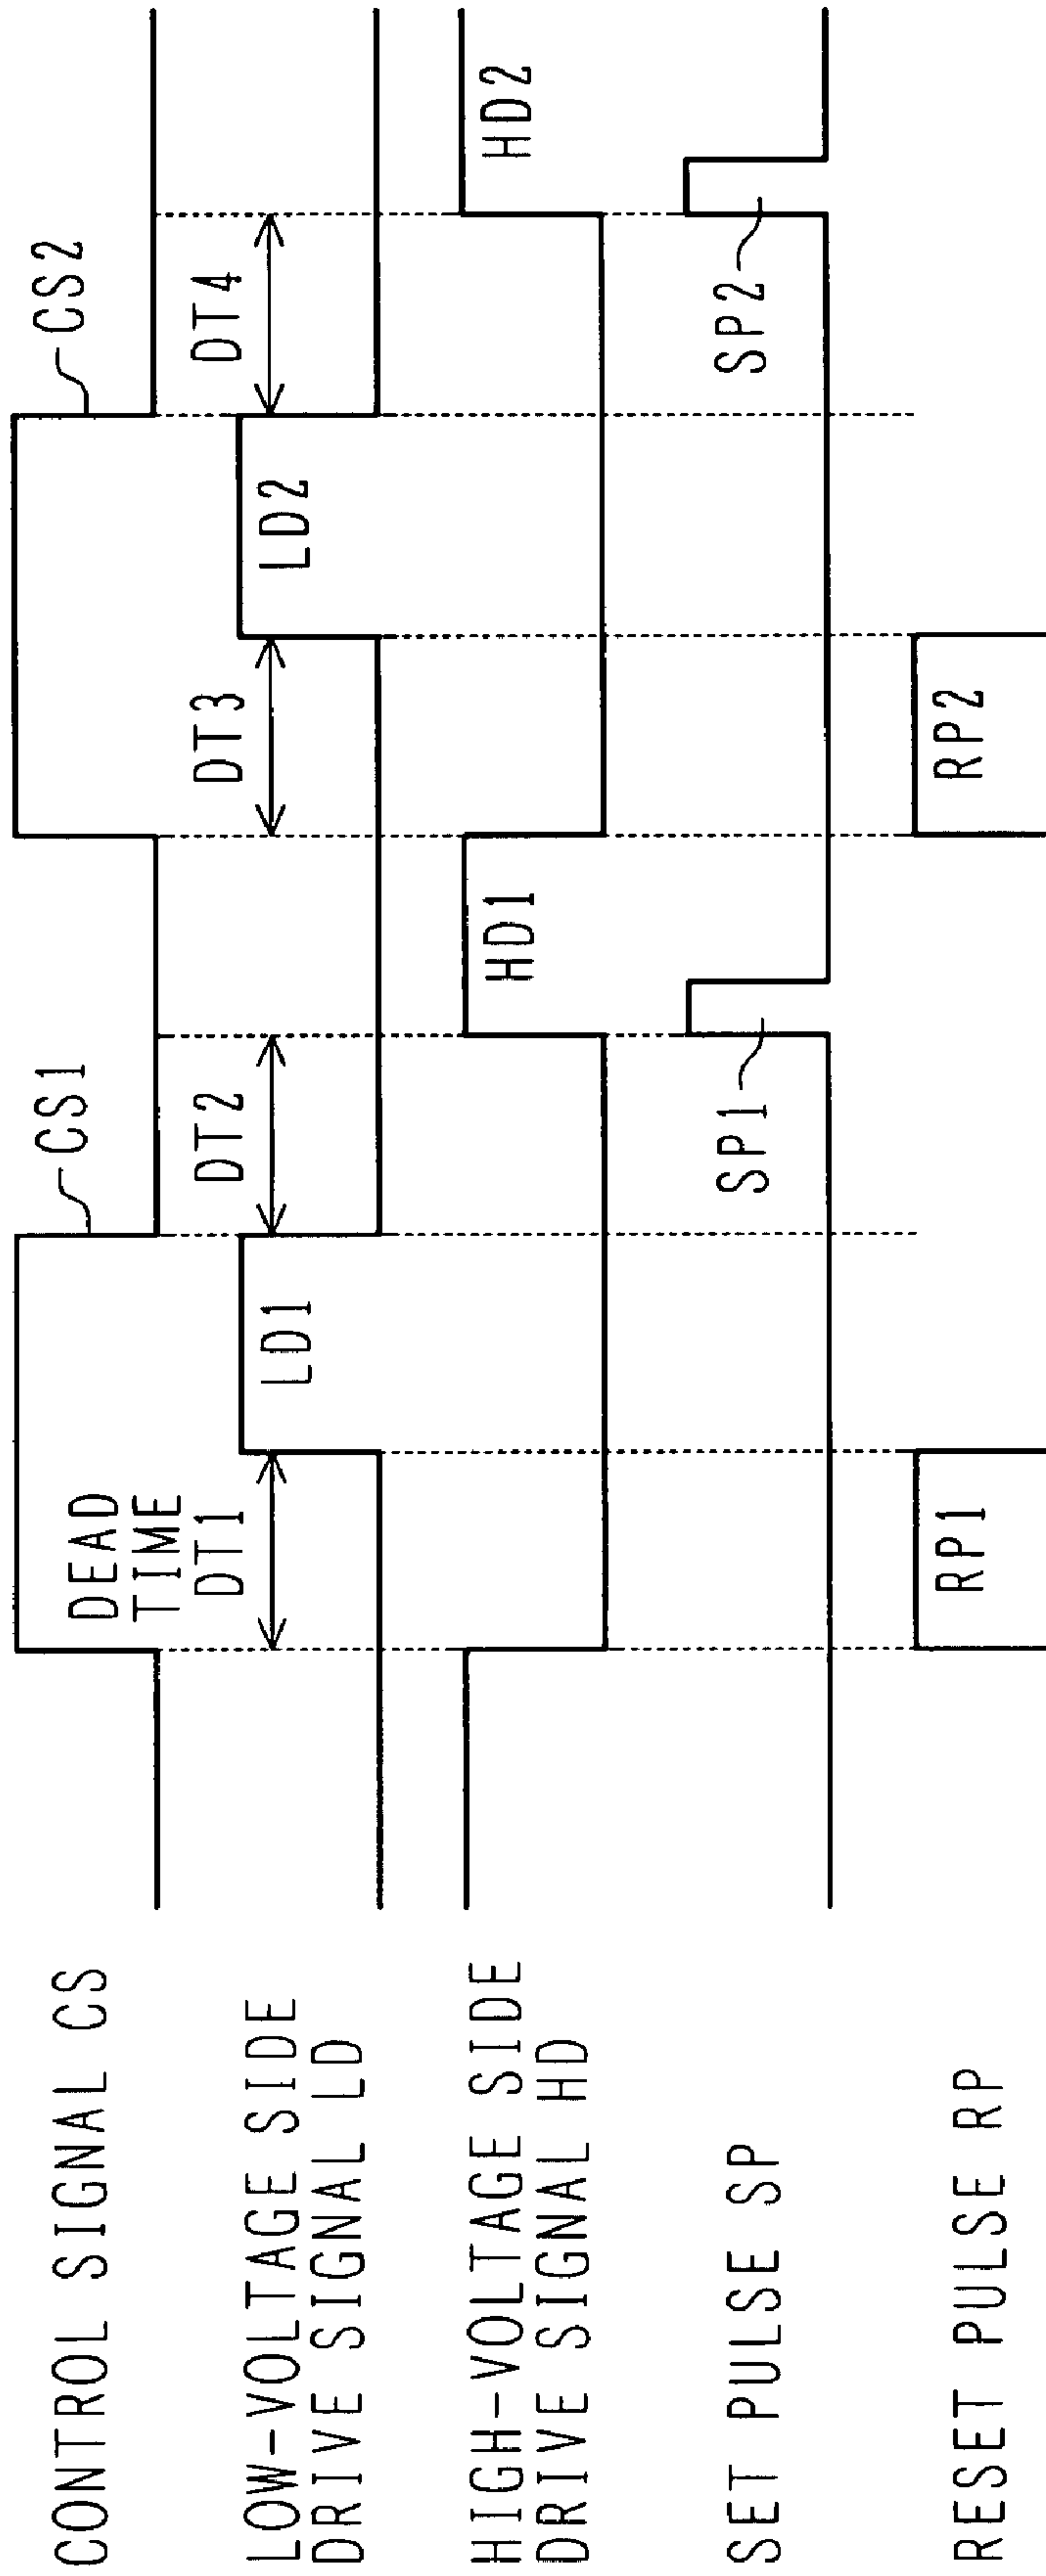 CONTROL SIGNAL CS
CS1
CS2
DEAD
TIME
DT1
DT2
DT3
DT4
LOW-VOLTAGE SIDE
DRIVE SIGNAL LD
LD1
LD2
HIGH-VOLTAGE SIDE
DRIVE SIGNAL HD
HD1
HD2
SET PULSE SP
SP1
SP2
RESET PULSE RP
RP1
RP2